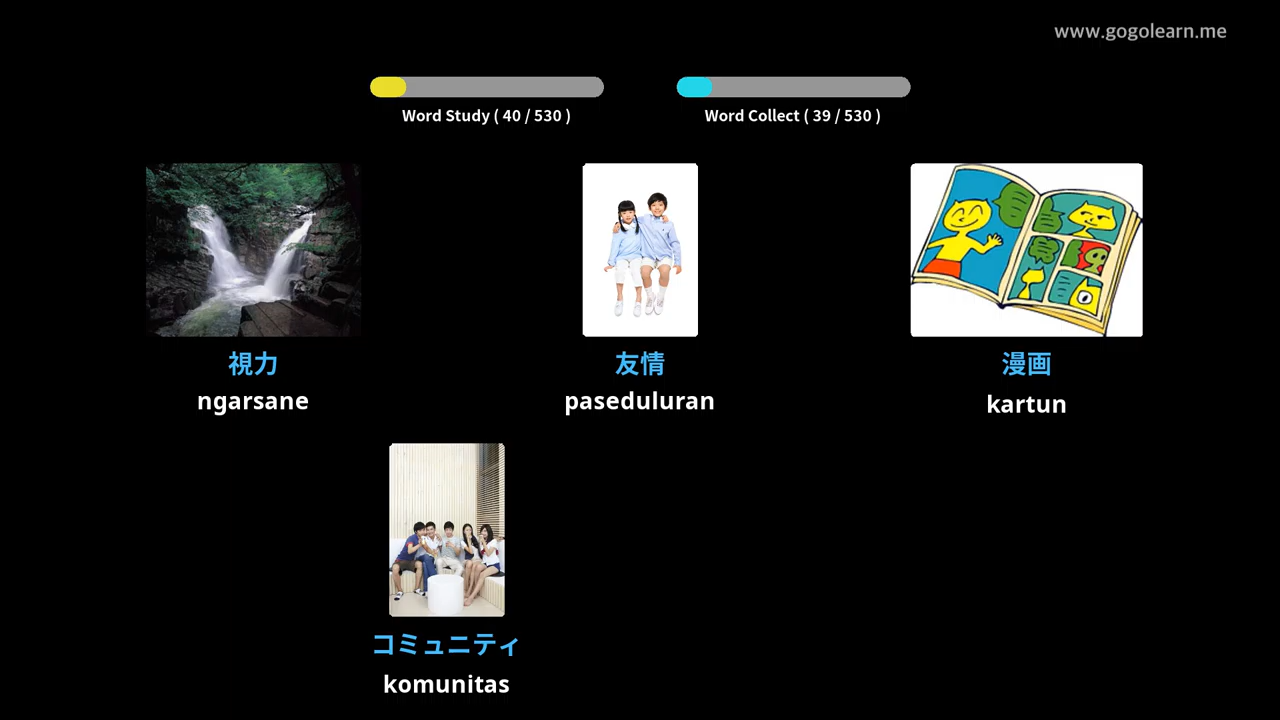 www.gogolearn.me
Word Study ( 40 / 530 )
Word Collect ( 39 / 530 )
視力
ngarsane
友情
paseduluran
漫画
kartun
コミュニティ
komunitas